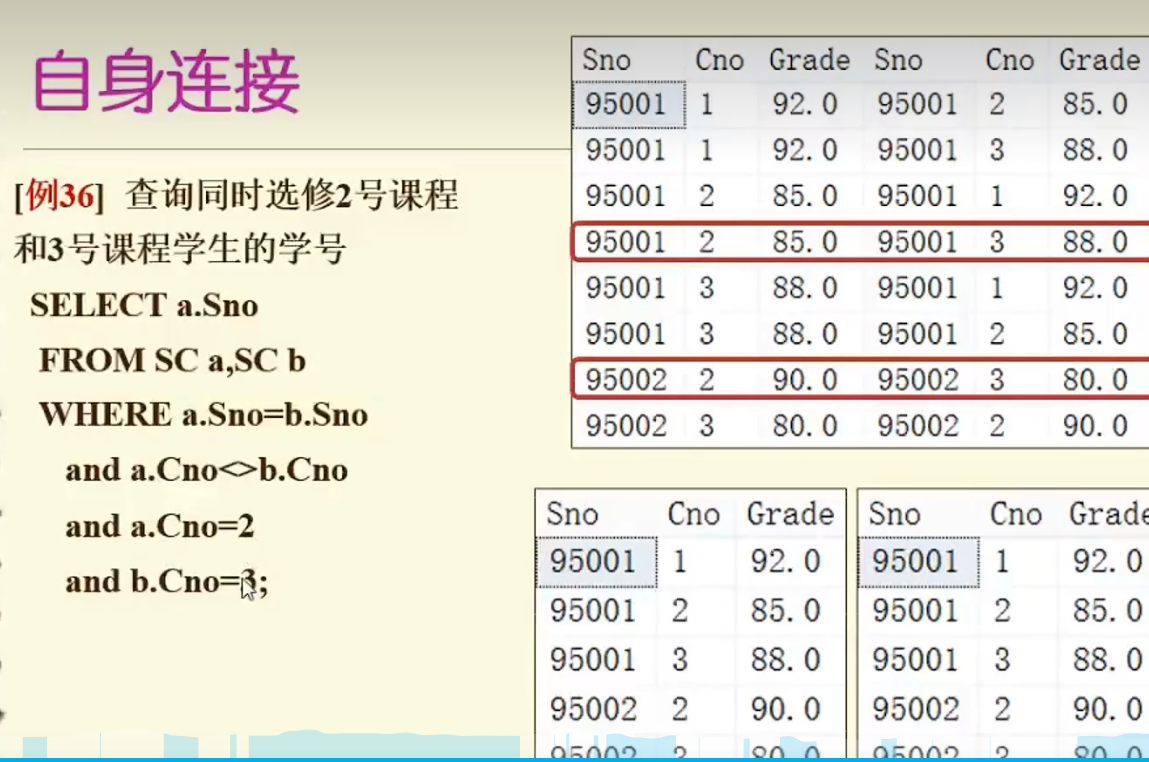 自身连接
[例36] 查询同时选修2号课程
和3号课程学生的学号
SELECT a.Sno
FROM SC a,SC b
WHERE a.Sno=b.Sno
and a.Cno<>b.Cno
and a.Cno=2
and b.Cno=3;
Sno Cno Grade Sno Cno Grade
95001 1 92.0 95001 2 85.0
95001 1 92.0 95001 3 88.0
95001 2 85.0 95001 1 92.0
95001 2 85.0 95001 3 88.0
95001 3 88.0 95001 1 92.0
95001 3 88.0 95001 2 85.0
95002 2 90.0 95002 3 80.0
95002 3 80.0 95002 2 90.0
Sno Cno Grade
95001 1 92.0
95001 2 85.0
95001 3 88.0
95002 2 90.0
95002 3 80.0
Sno Cno Grade
95001 1 92.0
95001 2 85.0
95001 3 88.0
95002 2 90.0
95002 3 80.0